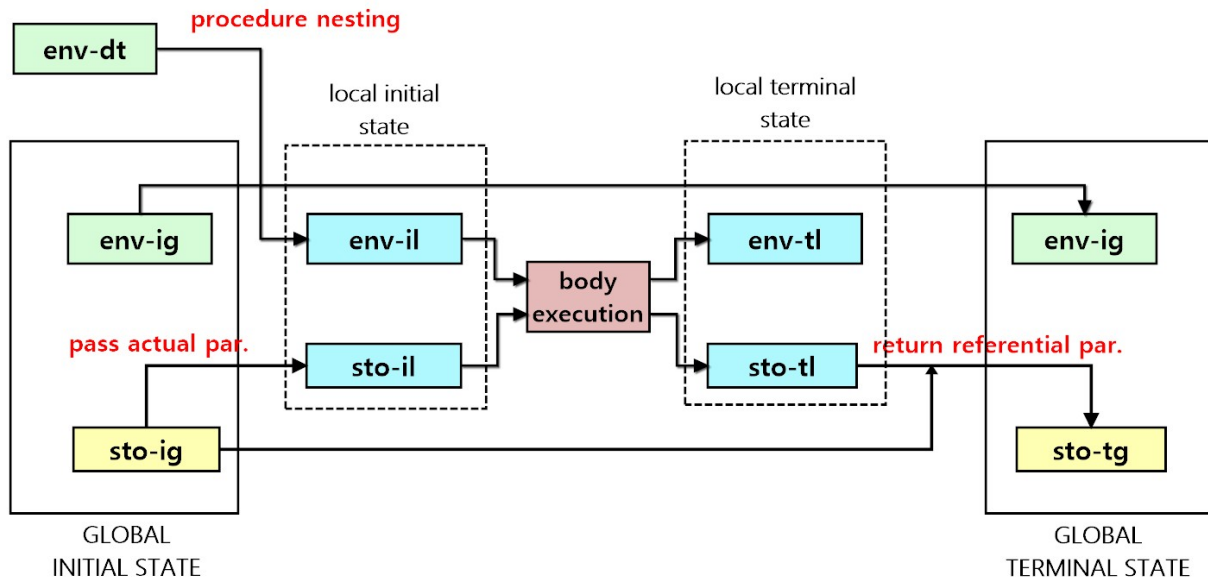 procedure nesting
env-dt
local initial
state
local terminal
state
env-ig
env-il
env-tl
env-ig
body
execution
pass actual par.
sto-il
sto-tl
return referential par.
sto-ig
sto-tg
GLOBAL
INITIAL STATE
GLOBAL
TERMINAL STATE